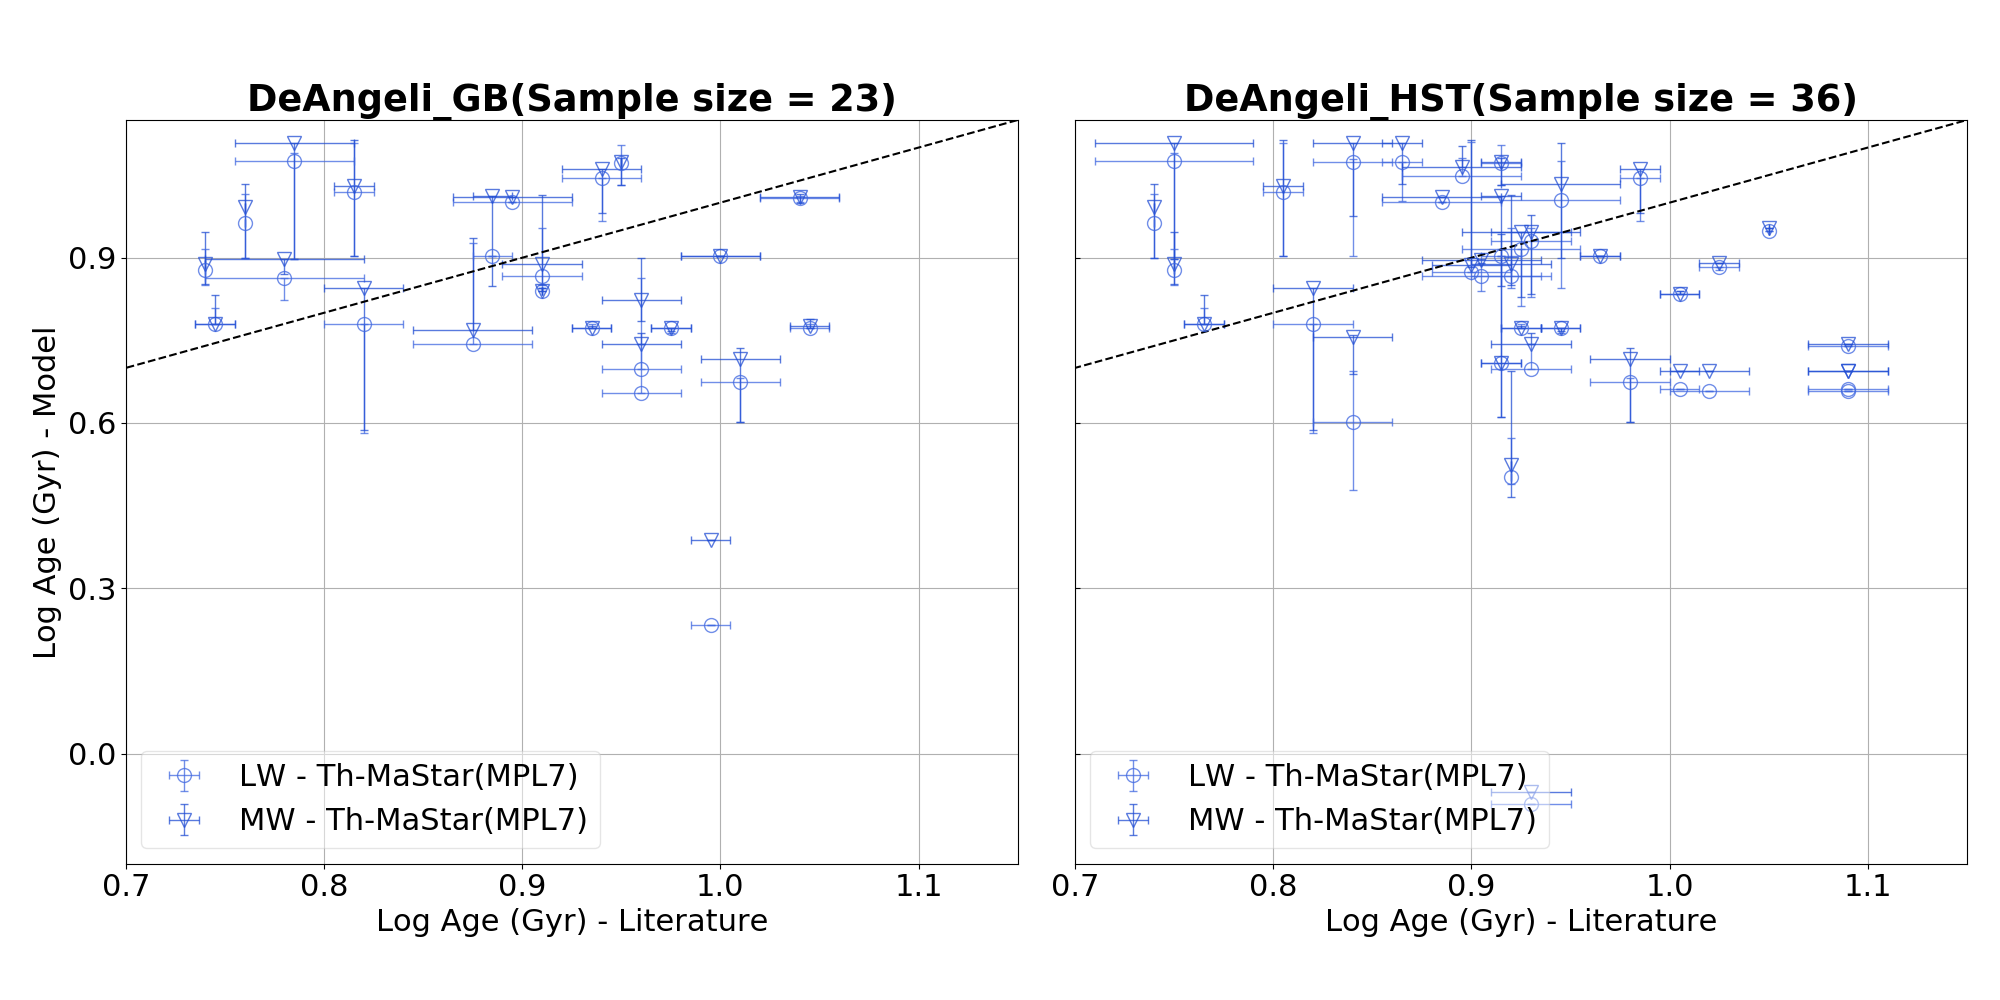 DeAngeli_GB(Sample size = 23)
DeAngeli_HST(Sample size = 36)
Log Age (Gyr) - Model
0.9
0.6
0.3
0.0
LW - Th-MaStar(MPL7)
MW - Th-MaStar(MPL7)
LW - Th-MaStar(MPL7)
MW - Th-MaStar(MPL7)
0.7 0.8 0.9 1.0 1.1
0.7 0.8 0.9 1.0 1.1
Log Age (Gyr) - Literature
Log Age (Gyr) - Literature